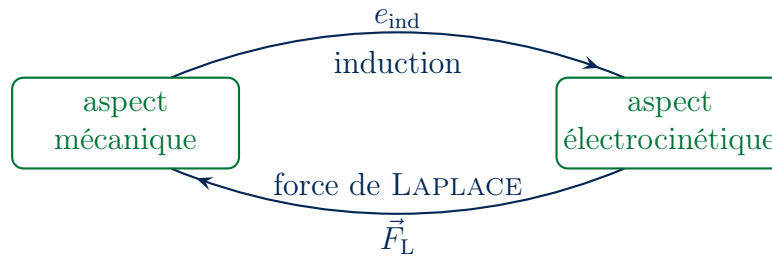 e_ind
induction
aspect
mécanique
aspect
électrocinétique
force de LAPLACE
F⃗_L